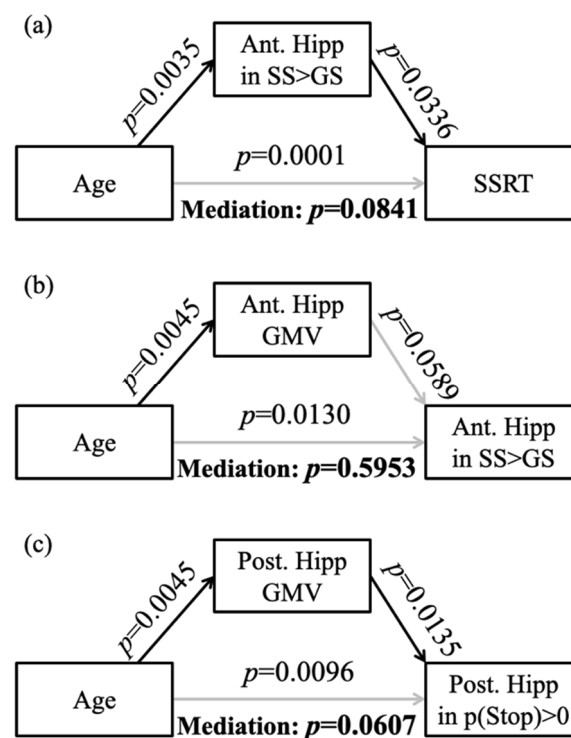 (a)
Ant. Hipp
in SS>GS
p=0.0035
p=0.0336
Age
p=0.0001
SSRT
Mediation: p=0.0841
(b)
Ant. Hipp
GMV
p=0.0045
p=0.0589
Age
p=0.0130
Ant. Hipp
in SS>GS
Mediation: p=0.5953
(c)
Post. Hipp
GMV
p=0.0045
p=0.0135
Age
p=0.0096
Post. Hipp
in p(Stop)>0
Mediation: p=0.0607